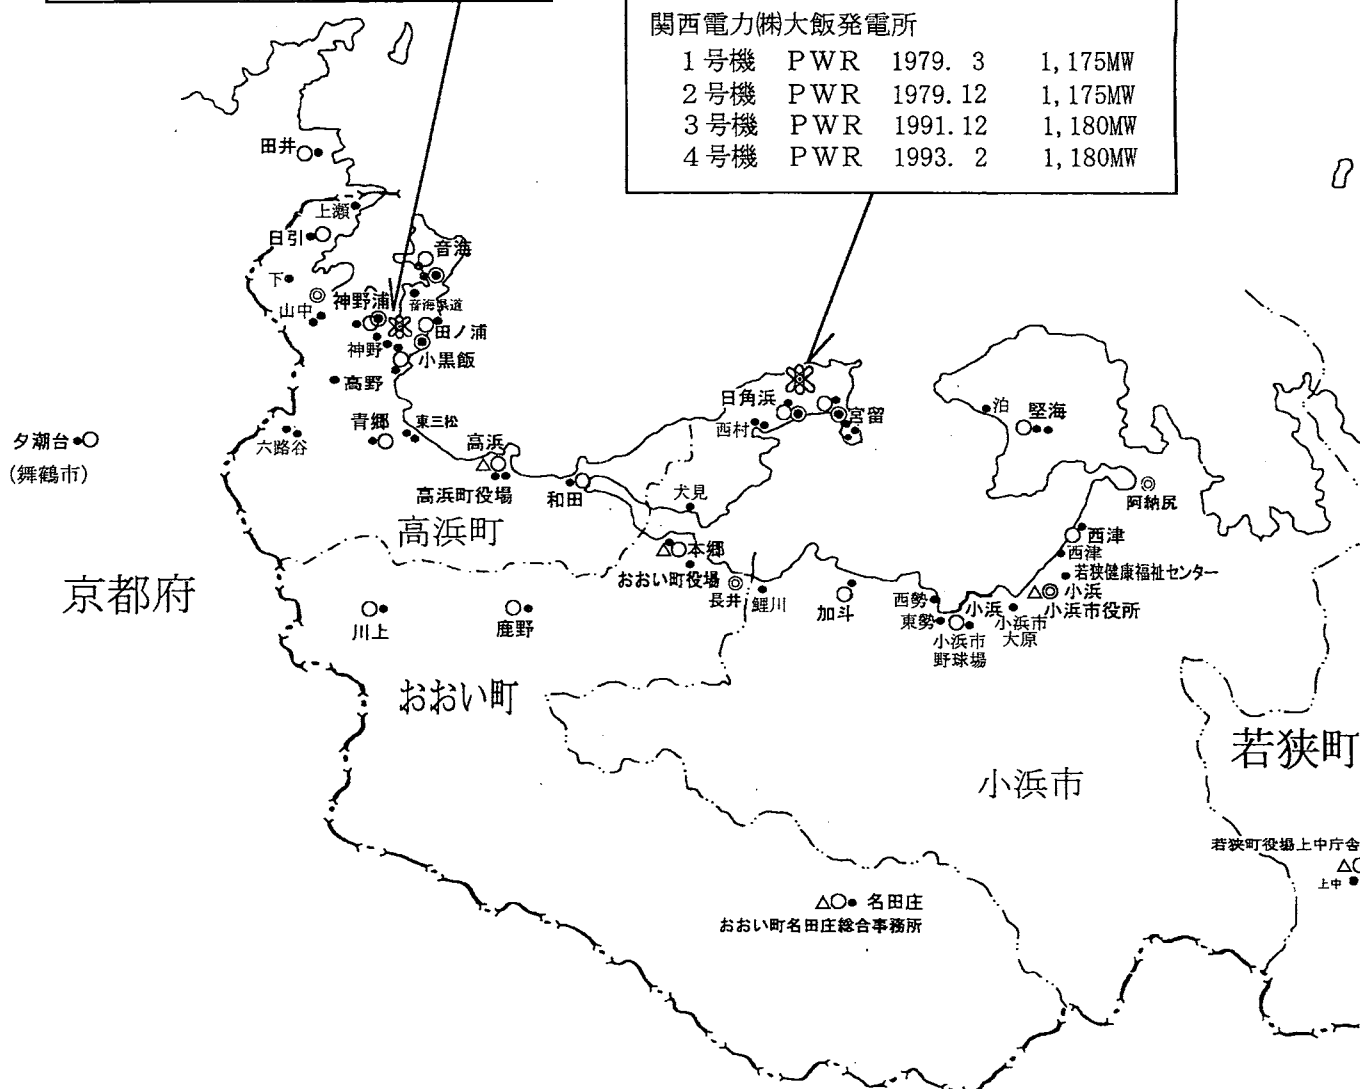 関西電力㈱大飯発電所
1号機 PWR 1979. 3 1,175MW
2号機 PWR 1979.12 1,175MW
3号機 PWR 1991.12 1,180MW
4号機 PWR 1993. 2 1,180MW
田井
上瀬
日引
音海
下
山中
神野浦
音海県道
田ノ浦
神野
小黒飯
高野
日角浜
宮留
西村
泊
堅海
青郷
東三松
六路谷
夕潮台
(舞鶴市)
高浜
高浜町役場
和田
犬見
阿納尻
高浜町
西津
西津
本郷
おおい町役場
若狭健康福祉センター
京都府
長井
鯉川
加斗
西勢
東勢
小浜
小浜市
野球場
小浜市
大原
小浜
小浜市役所
川上
鹿野
おおい町
若狭町
小浜市
若狭町役場上中庁舎
上中
名田庄
おおい町名田庄総合事務所